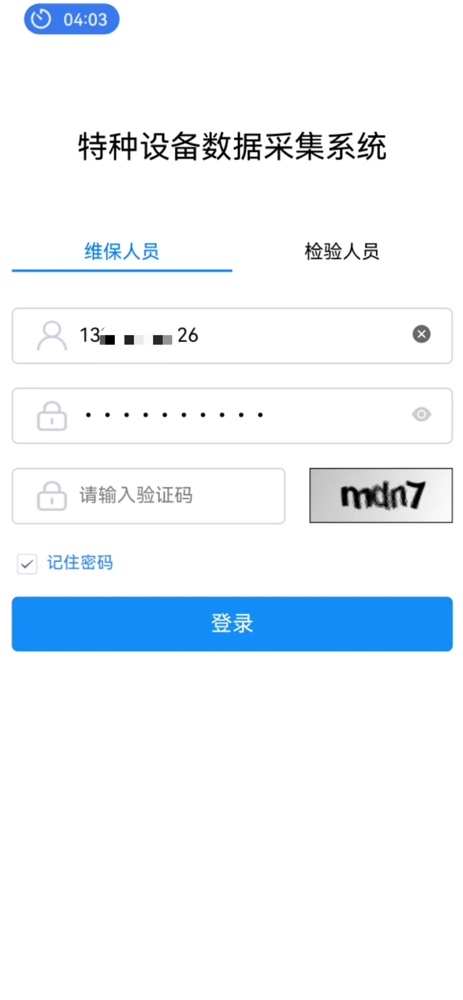 04:03
特种设备数据采集系统
维保人员 检验人员
13 26
请输入验证码 mdn7
记住密码
登录